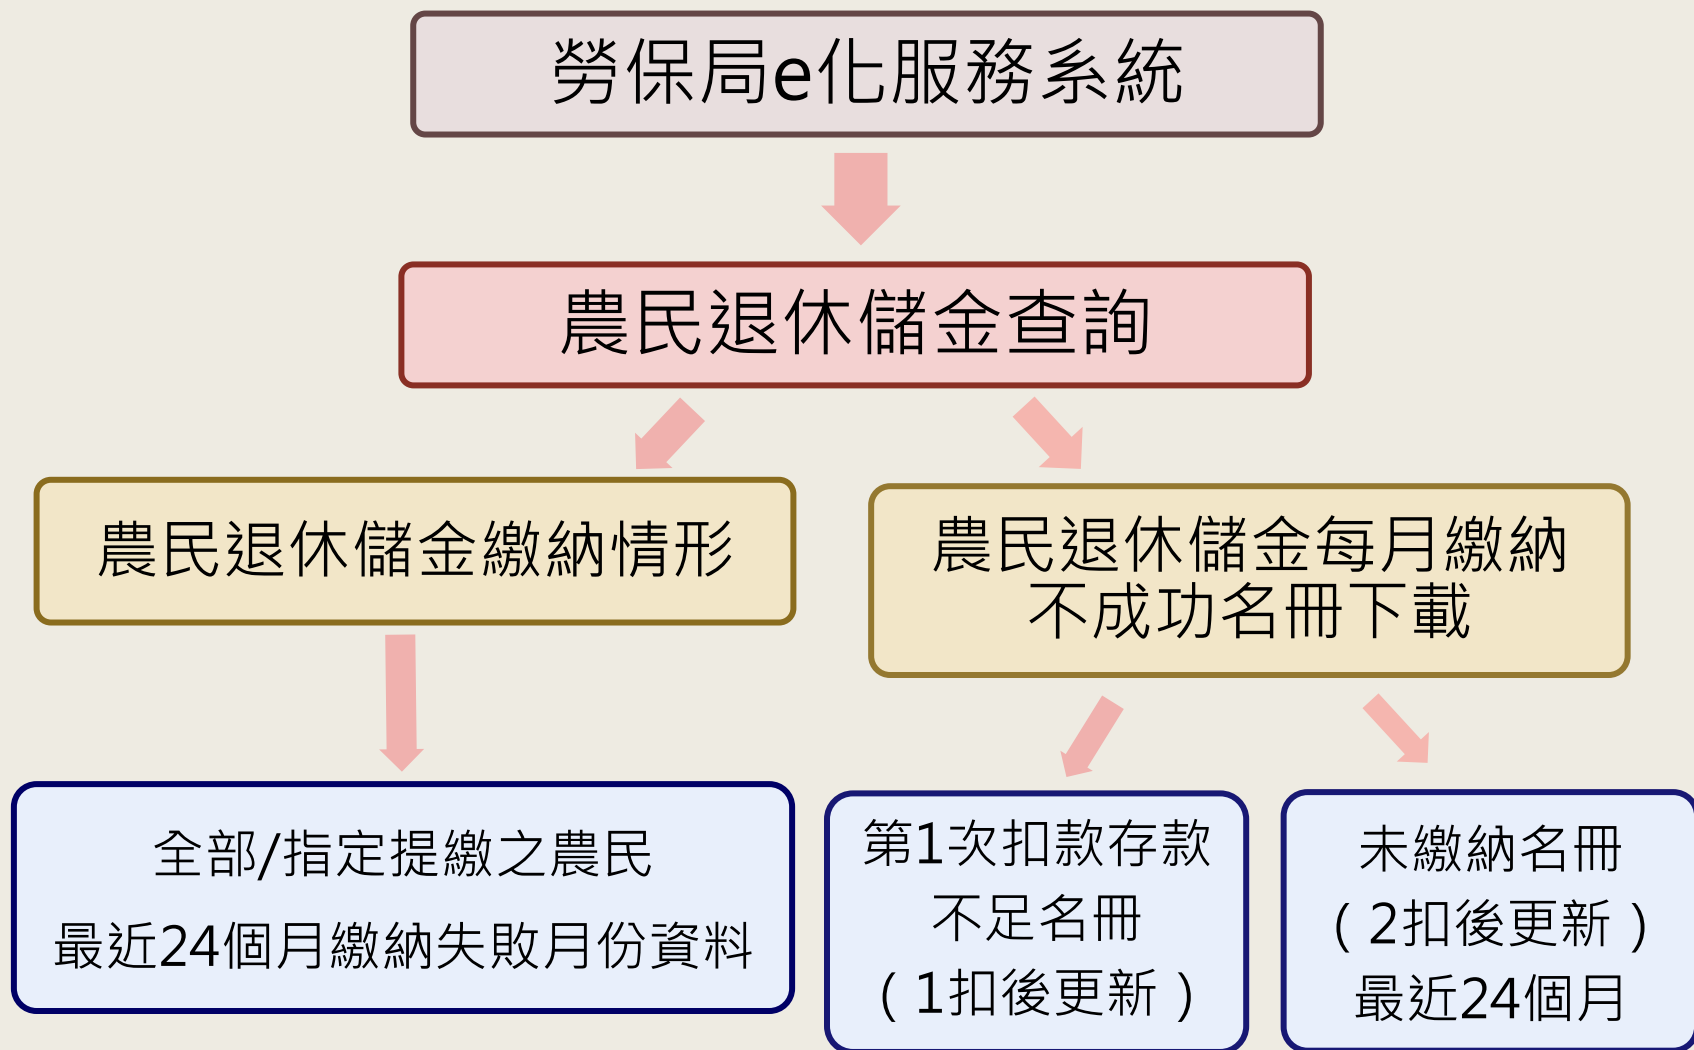 勞保局e化服務系統
農民退休儲金查詢
農民退休儲金繳納情形
農民退休儲金每月繳納
不成功名冊下載
全部/指定提繳之農民
最近24個月繳納失敗月份資料
第1次扣款存款
不足名冊
（1扣後更新）
未繳納名冊
（2扣後更新）
最近24個月